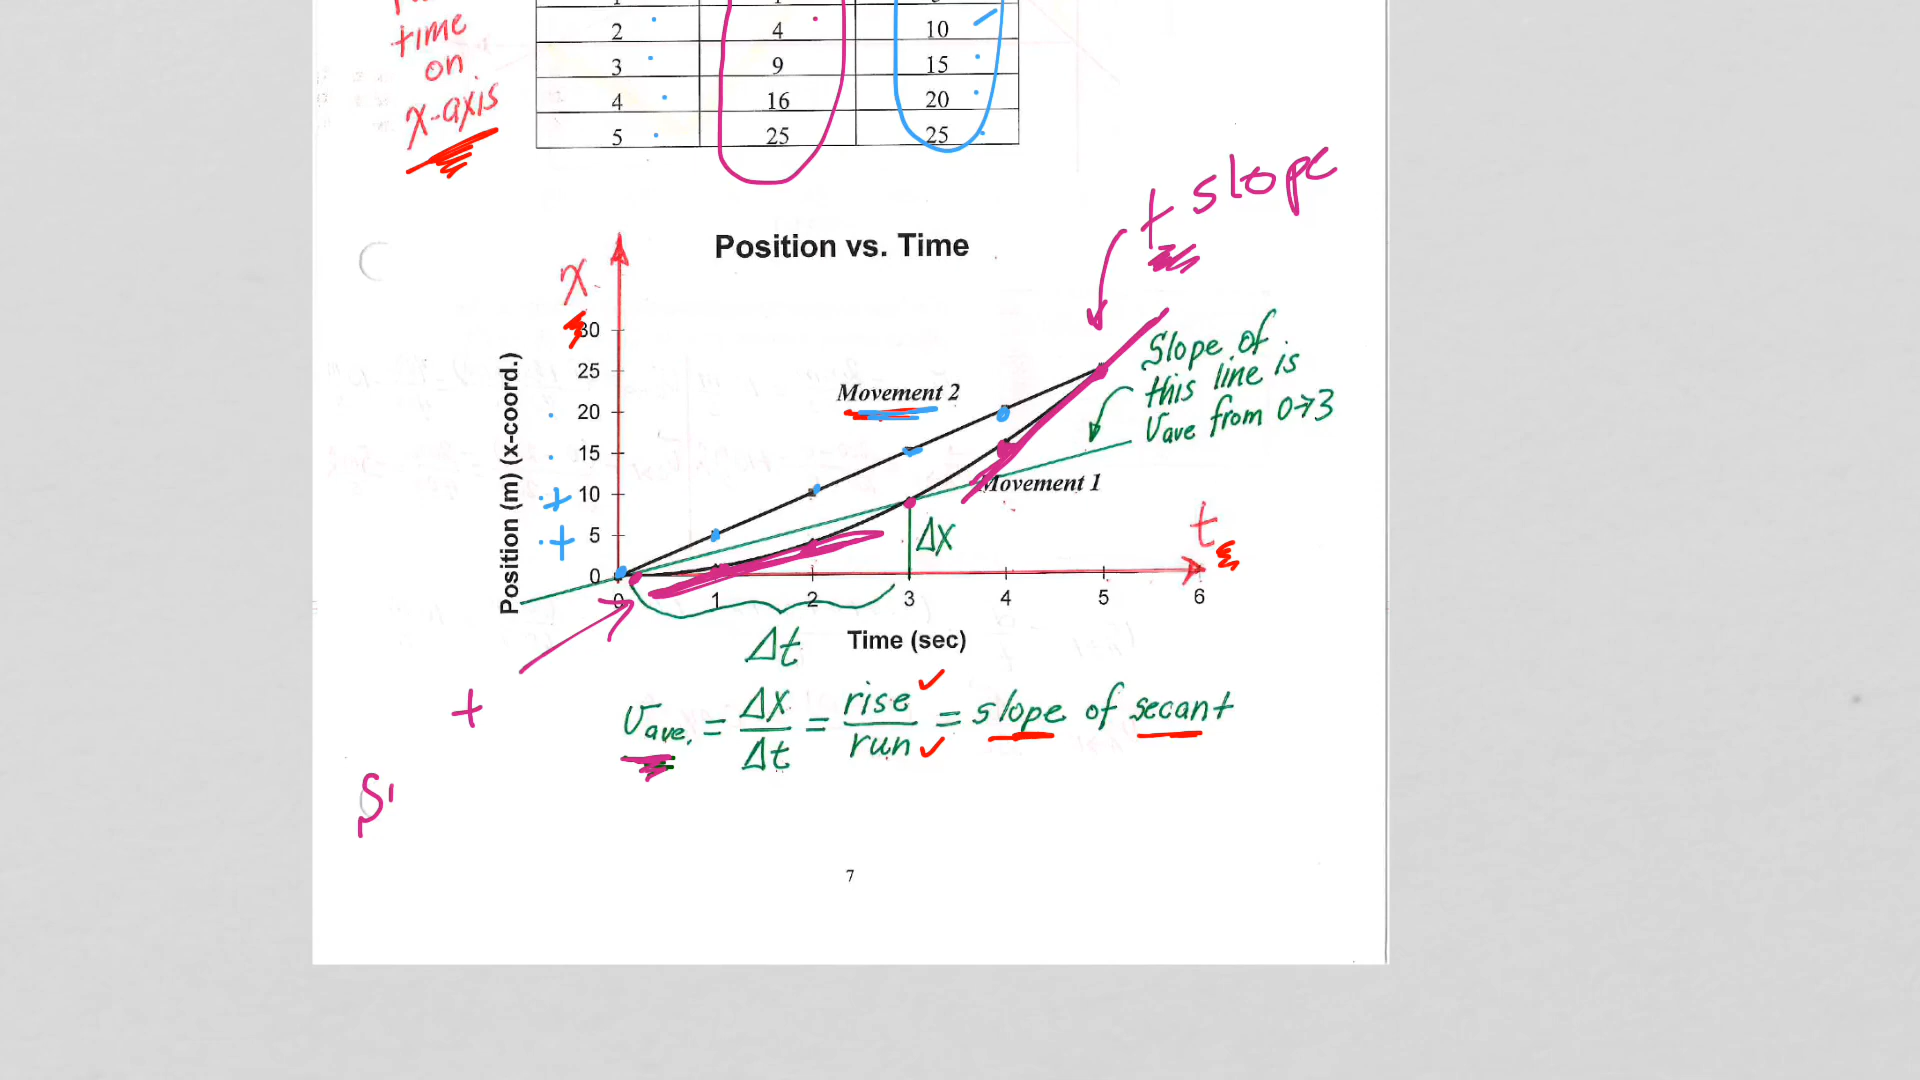 time
on
x-axis
2 4 10
3 9 15
4 16 20
5 25 25
+ slope
Position vs. Time
x
30
25
20
15
10
5
0
Position (m) (x-coord.)
Movement 2
Movement 1
Slope of
this line is
Vave from 0→3
ΔX
t
0 1 2 3 4 5 6
Δt
Time (sec)
+
Vave. = ΔX/Δt = rise/run = slope of secant
7